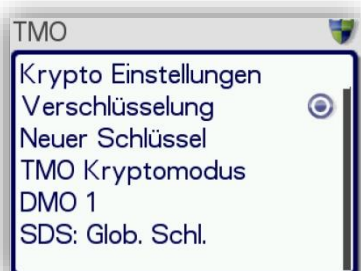 TMO
Krypto Einstellungen
Verschlüsselung
Neuer Schlüssel
TMO Kryptomodus
DMO 1
SDS: Glob. Schl.